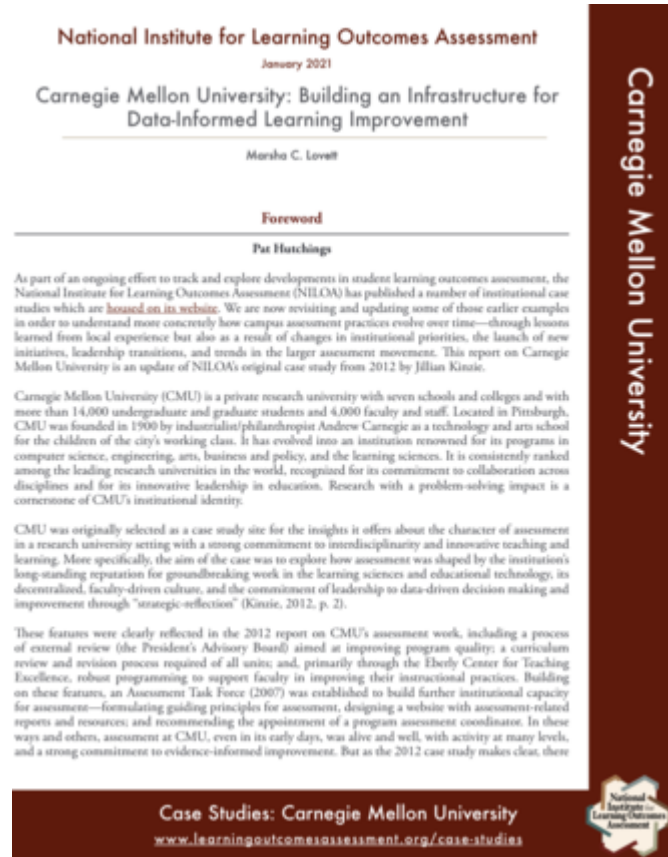 National Institute for Learning Outcomes Assessment
January 2021
Carnegie Mellon University: Building an Infrastructure for
Data-Informed Learning Improvement
Marsha C. Lovett
Foreword
Pat Hutchings
As part of an ongoing effort to track and explore developments in student learning outcomes assessment, the
National Institute for Learning Outcomes Assessment (NILOA) has published a number of institutional case
studies which are housed on its website. We are now revisiting and updating some of those earlier examples
in order to understand more concretely how campus assessment practices evolve over time—through lessons
learned from local experience but also as a result of changes in institutional priorities, the launch of new
initiatives, leadership transitions, and trends in the larger assessment movement. This report on Carnegie
Mellon University is an update of NILOA's original case study from 2012 by Jillian Kinzie.
Carnegie Mellon University (CMU) is a private research university with seven schools and colleges and with
more than 14,000 undergraduate and graduate students and 4,000 faculty and staff. Located in Pittsburgh,
CMU was founded in 1900 by industrialist/philanthropist Andrew Carnegie as a technology and arts school
for the children of the city's working class. It has evolved into an institution renowned for its programs in
computer science, engineering, arts, business and policy, and the learning sciences. It is consistently ranked
among the leading research universities in the world, recognized for its commitment to collaboration across
disciplines and for its innovative leadership in education. Research with a problem-solving impact is a
cornerstone of CMU's institutional identity.
CMU was originally selected as a case study site for the insights it offers about the character of assessment
in a research university setting with a strong commitment to interdisciplinarity and innovative teaching and
learning. More specifically, the aim of the case was to explore how assessment was shaped by the institution's
long-standing reputation for groundbreaking work in the learning sciences and educational technology, its
decentralized, faculty-driven culture, and the commitment of leadership to data-driven decision making and
improvement through "strategic-reflection" (Kinzie, 2012, p. 2).
These features were clearly reflected in the 2012 report on CMU's assessment work, including a process
of external review (the President's Advisory Board) aimed at improving program quality; a curriculum
review and revision process required of all units; and, primarily through the Eberly Center for Teaching
Excellence, robust programming to support faculty in improving their instructional practices. Building
on these features, an Assessment Task Force (2007) was established to build further institutional capacity
for assessment—formulating guiding principles for assessment, designing a website with assessment-related
reports and resources; and recommending the appointment of a program assessment coordinator. In these
ways and others, assessment at CMU, even in its early days, was alive and well, with activity at many levels,
and a strong commitment to evidence-informed improvement. But as the 2012 case study makes clear, there
Carnegie Mellon University
Case Studies: Carnegie Mellon University
www.learningoutcomesassessment.org/case-studies
National
Institute for
Learning Outcomes
Assessment